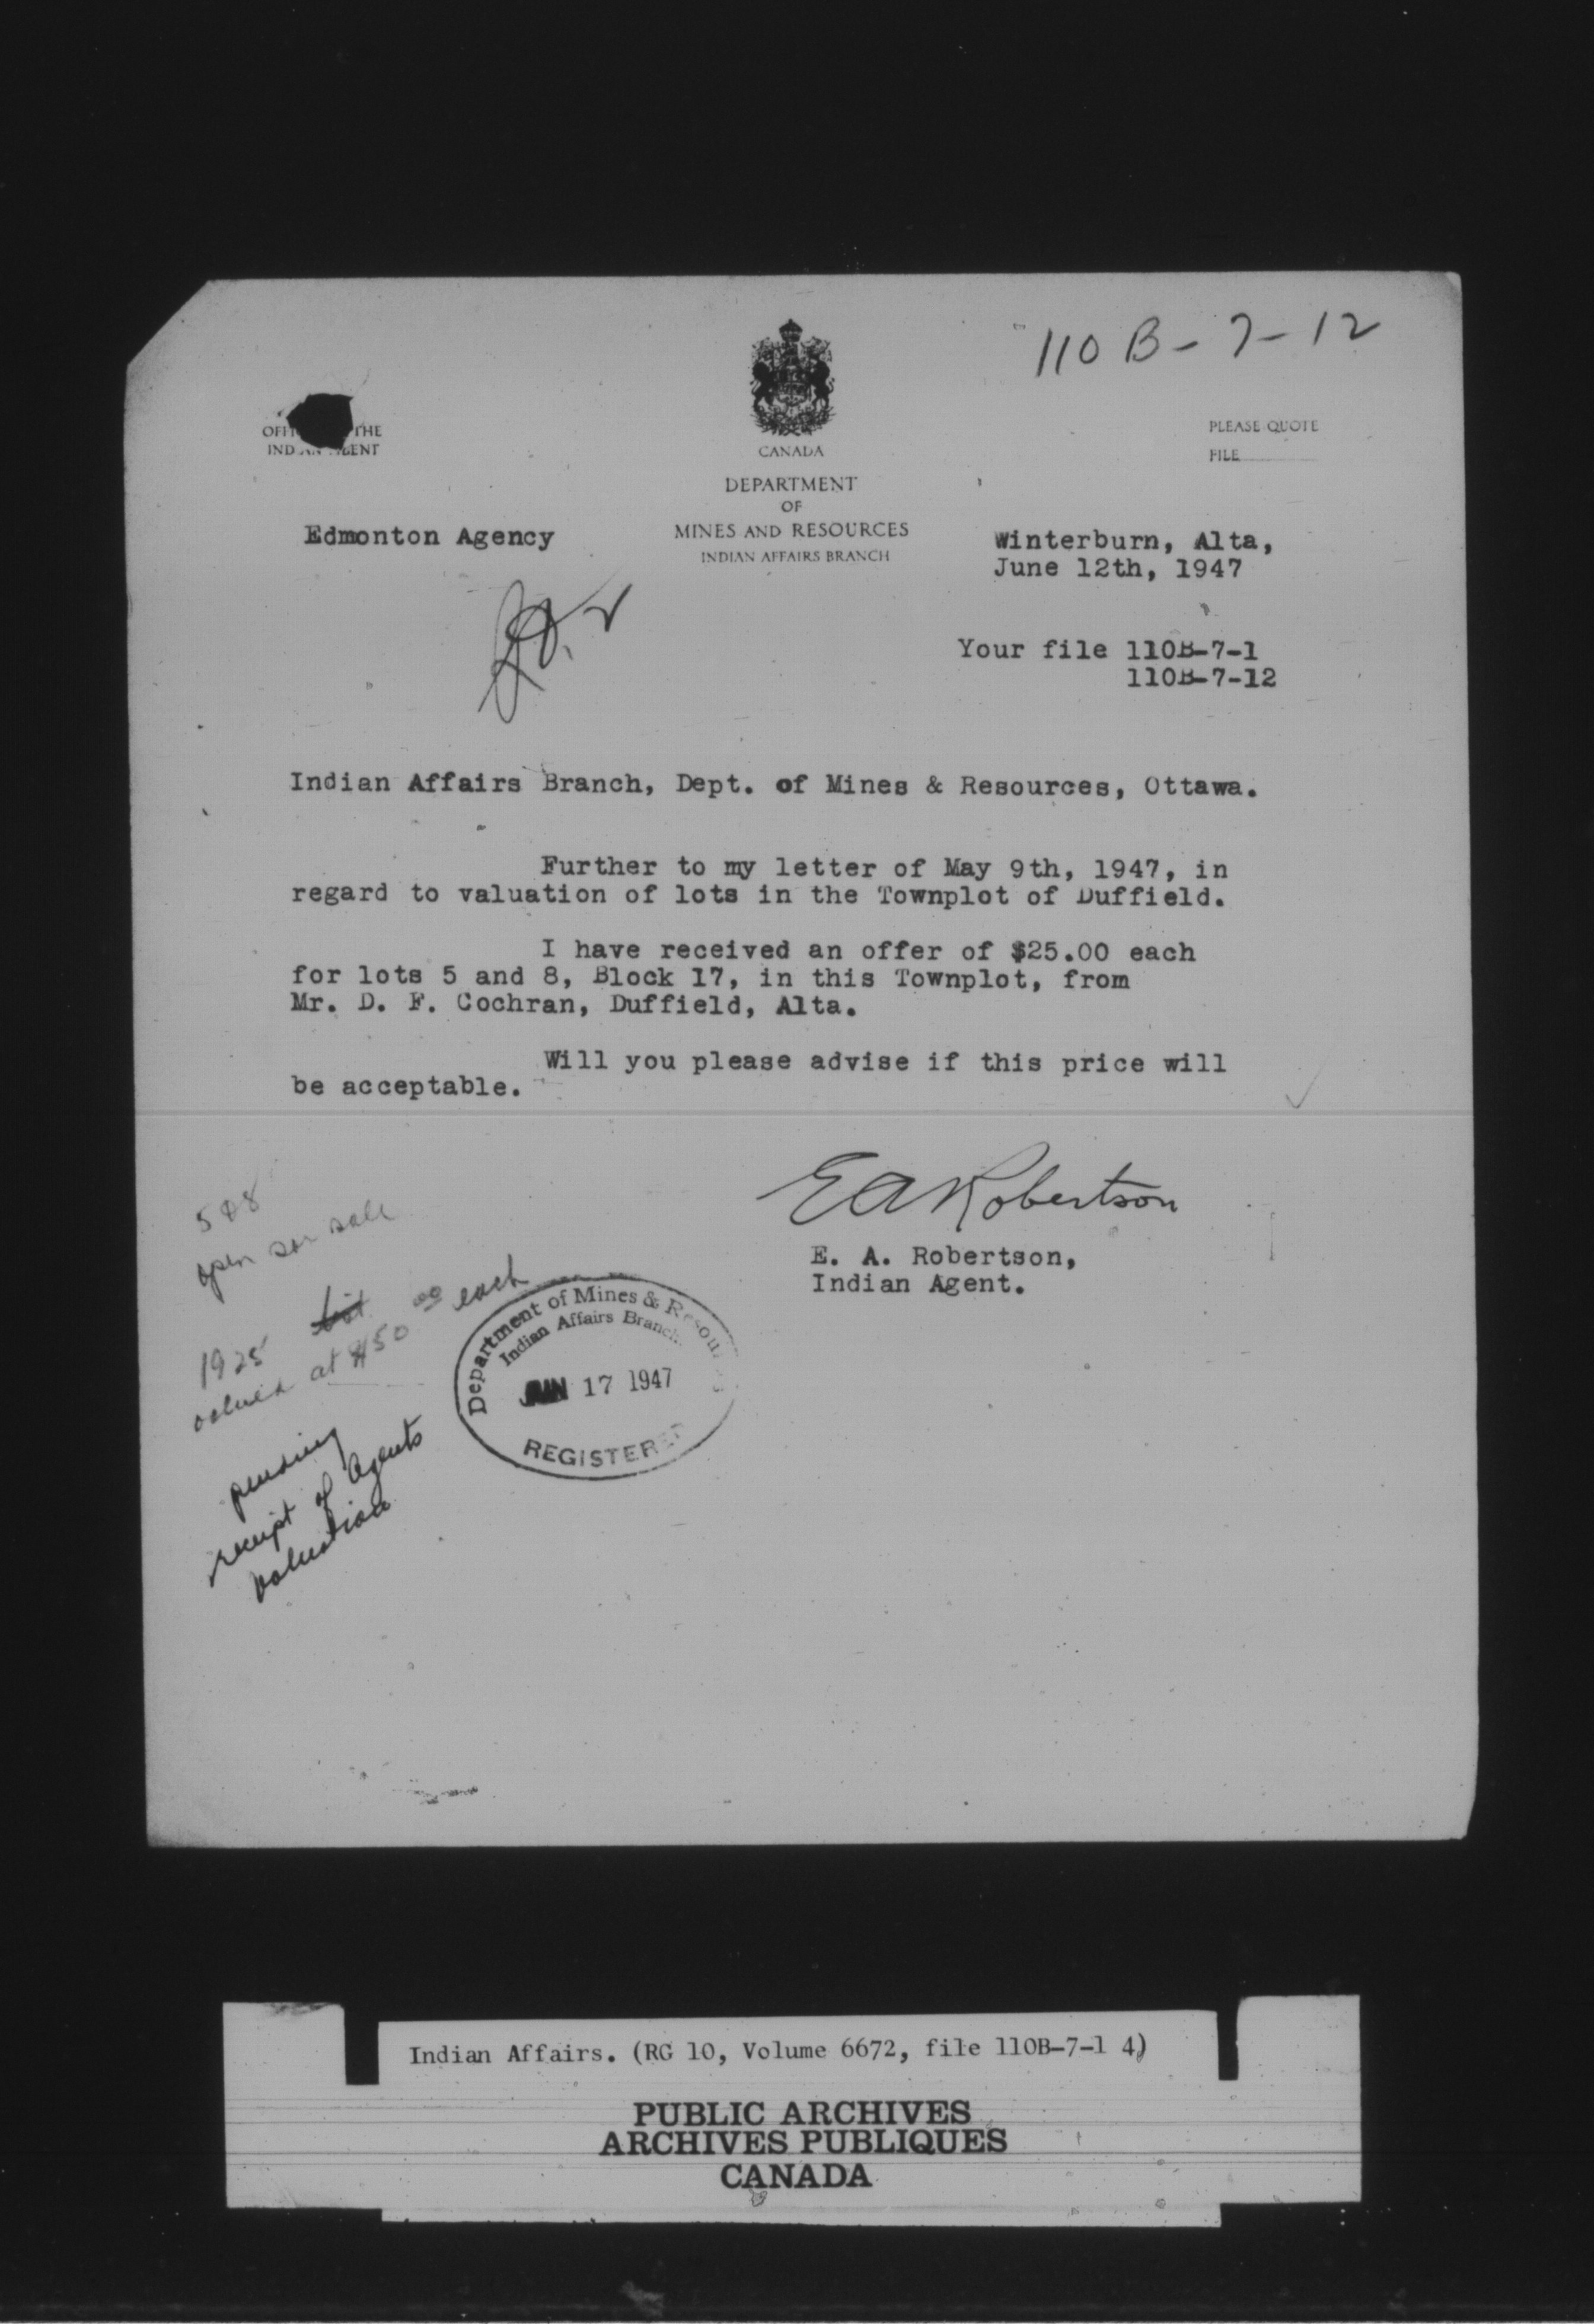 110 B-7-12
OFFI THE
INDIAN AGENT
CANADA
DEPARTMENT
OF
MINES AND RESOURCES
INDIAN AFFAIRS BRANCH
PLEASE QUOTE
FILE
Edmonton Agency
Winterburn, Alta,
June 12th, 1947
Your file 110B-7-1
110B-7-12
Indian Affairs Branch, Dept. of Mines & Resources, Ottawa.
Further to my letter of May 9th, 1947, in
regard to valuation of lots in the Townplot of Duffield.
I have received an offer of $25.00 each
for lots 5 and 8, Block 17, in this Townplot, from
Mr. D. F. Cochran, Duffield, Alta.
Will you please advise if this price will
be acceptable.
EARobertson
E. A. Robertson,
Indian Agent.
5 & 8
open for sale
1925 list
valued at $50 00 each
pending
receipt of Agents
valuation
Department of Mines & Resources
Indian Affairs Branch
JUN 17 1947
REGISTERED
Indian Affairs. (RG 10, Volume 6672, file 110B-7-1 4)
PUBLIC ARCHIVES
ARCHIVES PUBLIQUES
CANADA